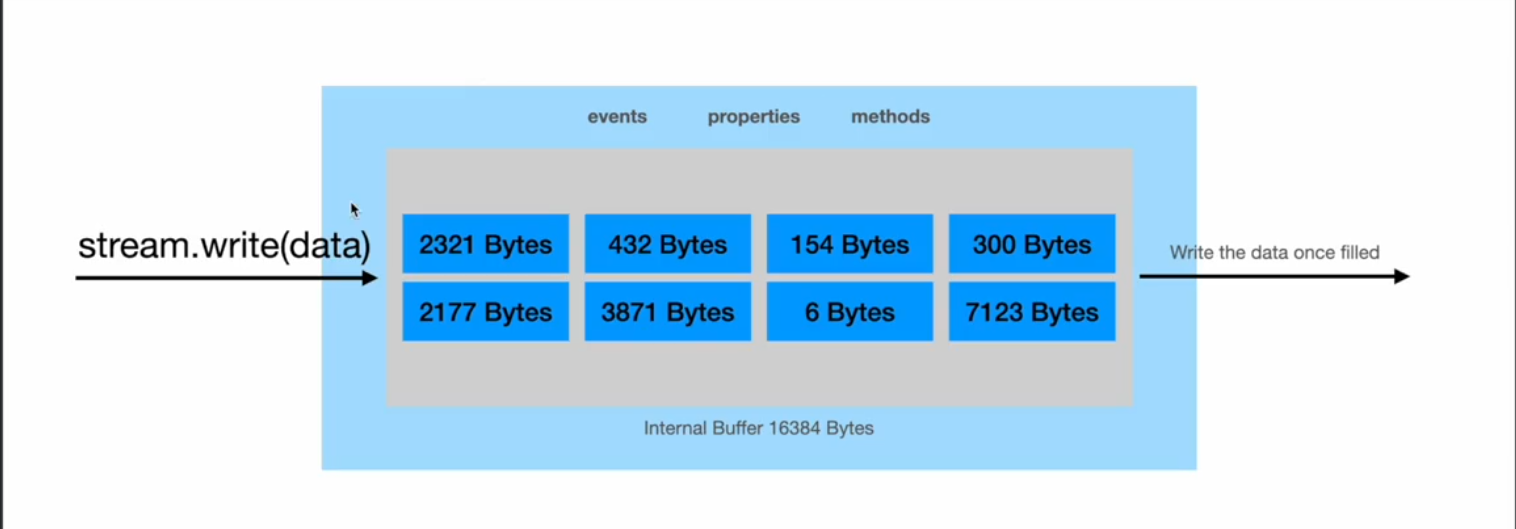 events properties methods
stream.write(data)
2321 Bytes 432 Bytes 154 Bytes 300 Bytes
Write the data once filled
2177 Bytes 3871 Bytes 6 Bytes 7123 Bytes
Internal Buffer 16384 Bytes